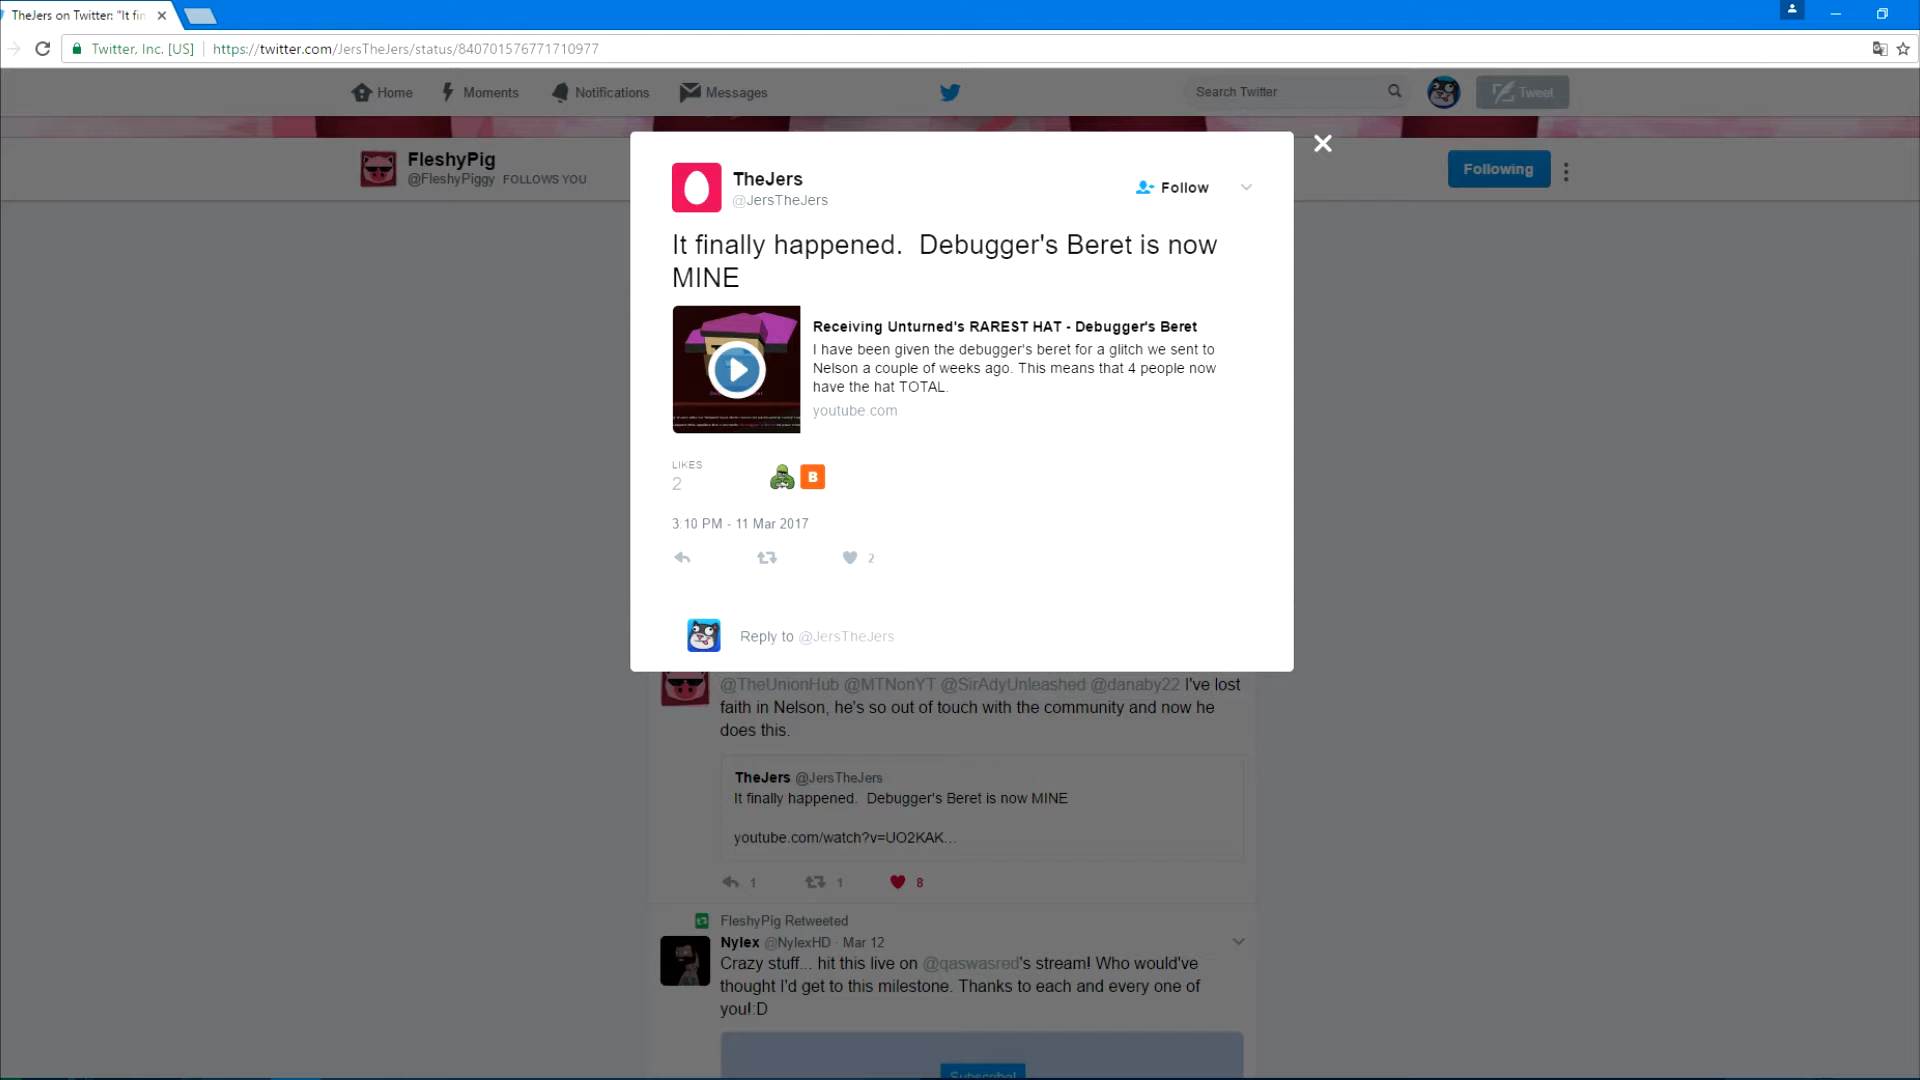 TheJers on Twitter: "It fin
Twitter, Inc. [US]
https://twitter.com/JersTheJers/status/840701576771710977
Home
Moments
Notifications
Messages
Search Twitter
Tweet
FleshyPig
@FleshyPiggy FOLLOWS YOU
Following
TheJers
@JersTheJers
Follow
It finally happened.  Debugger's Beret is now
MINE
Receiving Unturned's RAREST HAT - Debugger's Beret
I have been given the debugger's beret for a glitch we sent to
Nelson a couple of weeks ago. This means that 4 people now
have the hat TOTAL.
youtube.com
LIKES
2
B
3:10 PM - 11 Mar 2017
2
Reply to @JersTheJers
@TheUnionHub @MTNonYT @SirAdyUnleashed @danaby22 I've lost
faith in Nelson, he's so out of touch with the community and now he
does this.
TheJers @JersTheJers
It finally happened.  Debugger's Beret is now MINE
youtube.com/watch?v=UO2KAK...
1
1
8
FleshyPig Retweeted
Nylex @NylexHD · Mar 12
Crazy stuff... hit this live on @qaswasred's stream! Who would've
thought I'd get to this milestone. Thanks to each and every one of
you!:D
Subscribe!